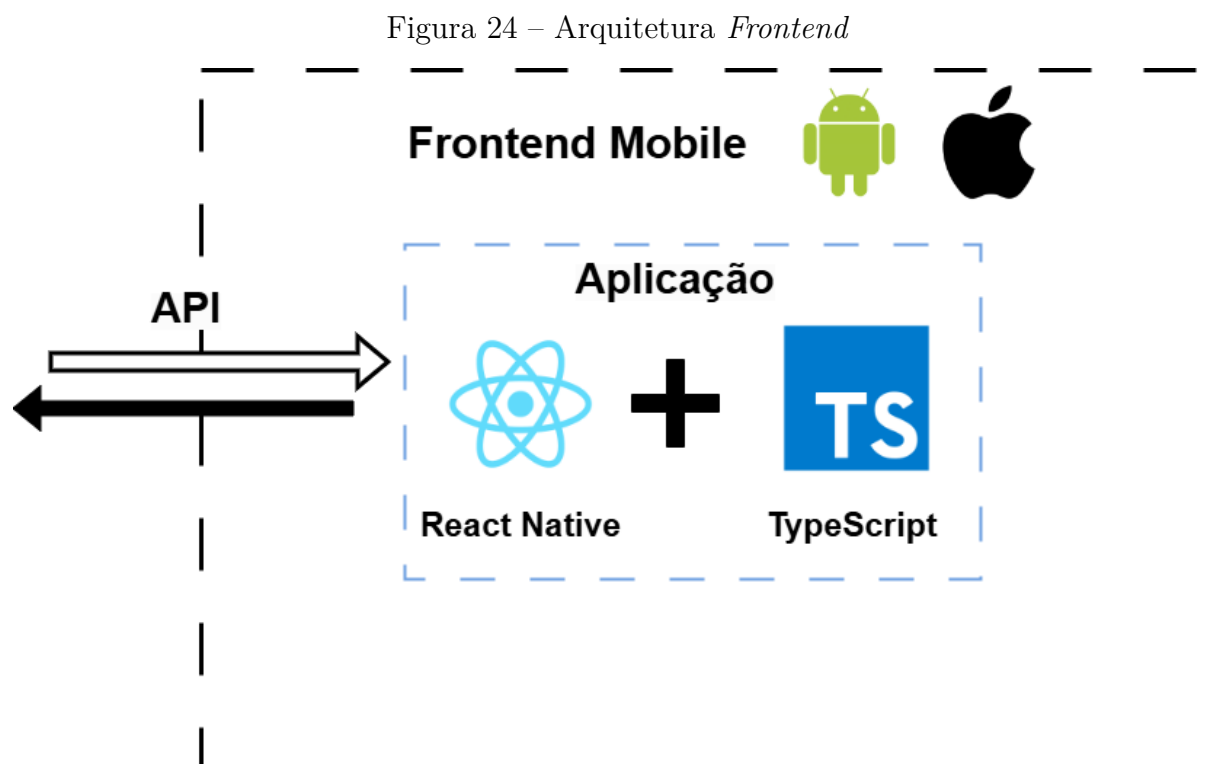 Figura 24 – Arquitetura Frontend
Frontend Mobile
Aplicação
API
TS
React Native
TypeScript